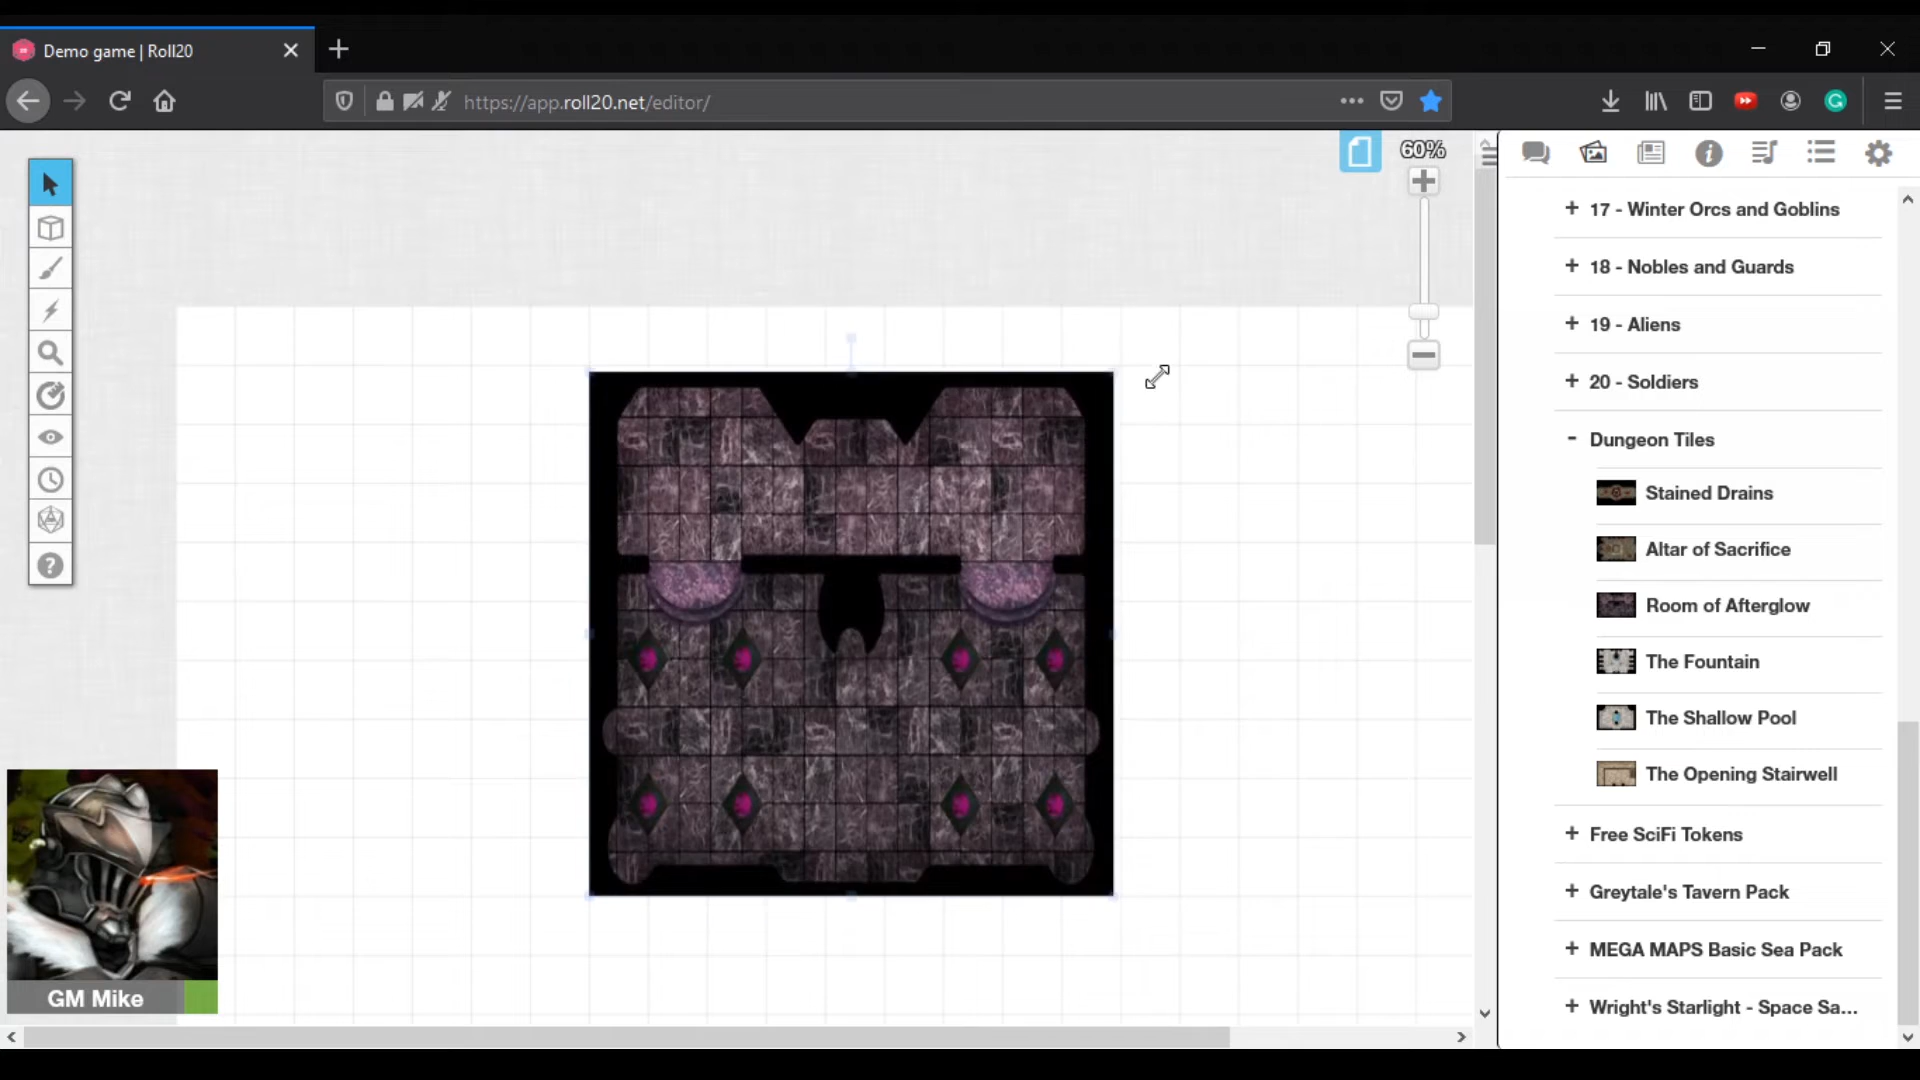 Demo game | Roll20
https://app.roll20.net/editor/
60%
17 - Winter Orcs and Goblins
18 - Nobles and Guards
19 - Aliens
20 - Soldiers
Dungeon Tiles
Stained Drains
Altar of Sacrifice
Room of Afterglow
The Fountain
The Shallow Pool
The Opening Stairwell
Free SciFi Tokens
Greytale's Tavern Pack
MEGA MAPS Basic Sea Pack
Wright's Starlight - Space Sa...
GM Mike